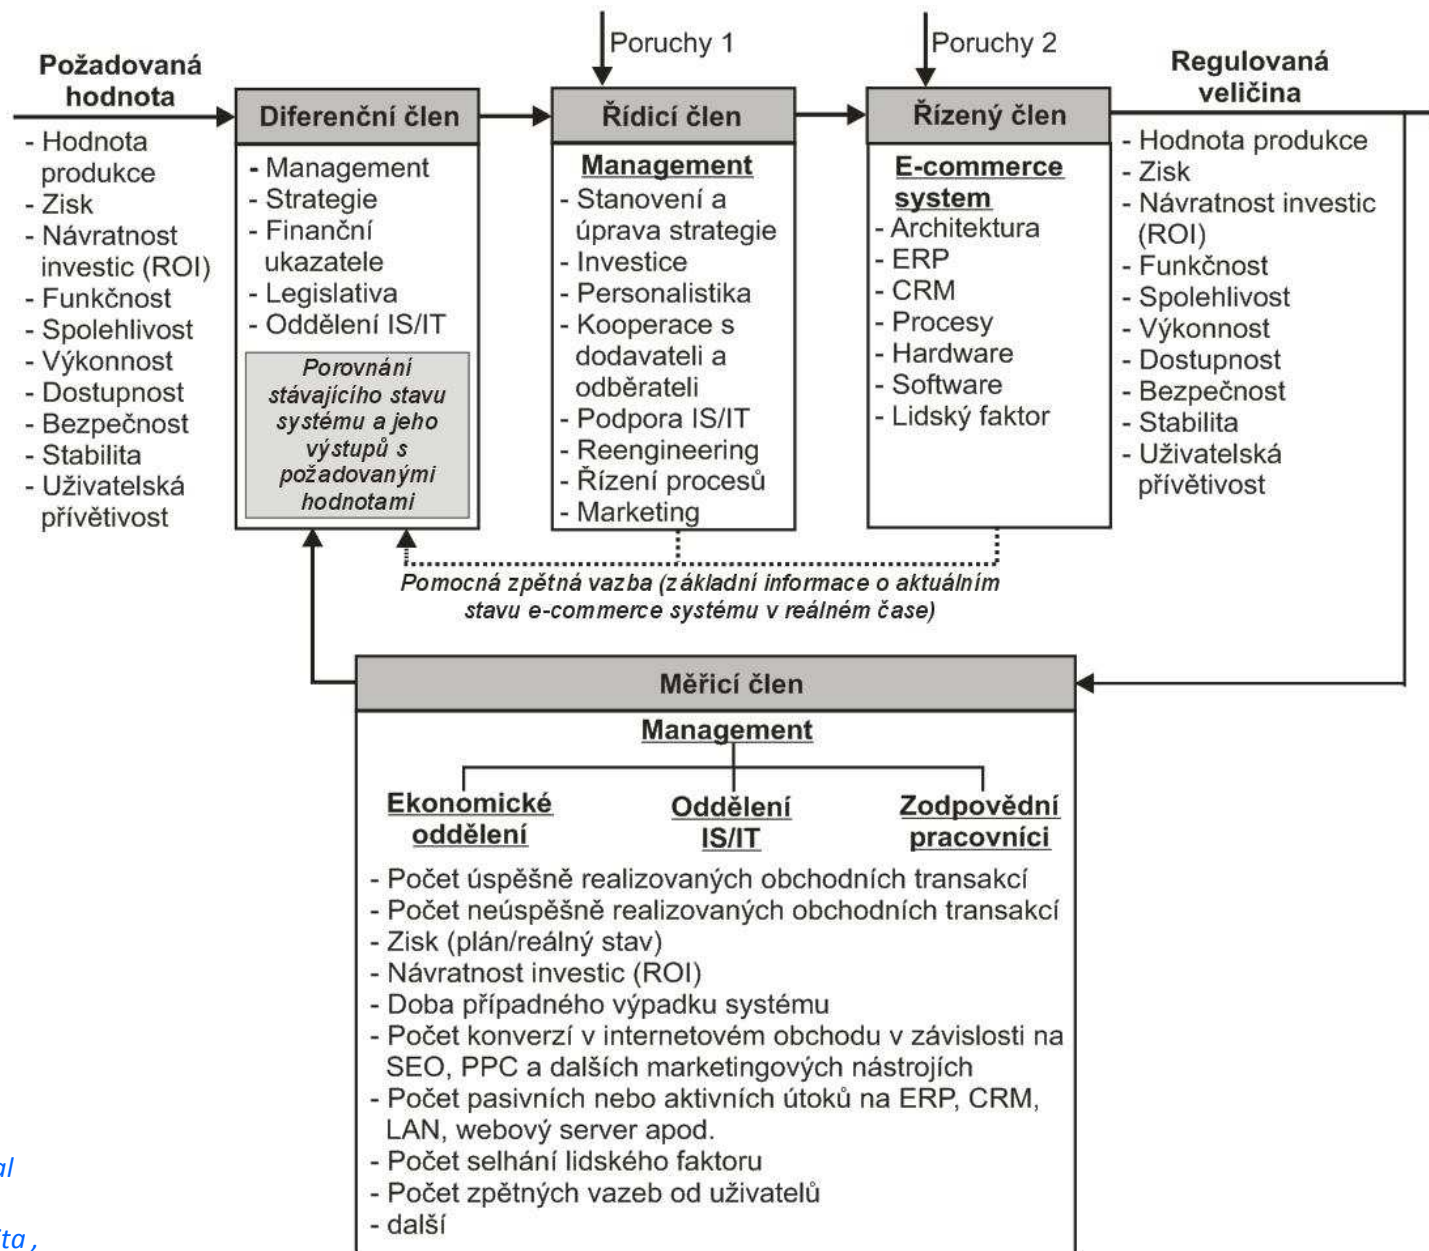 Poruchy 1
Poruchy 2
Požadovaná
hodnota
- Hodnota
produkce
- Zisk
- Návratnost
investic (ROI)
- Funkčnost
- Spolehlivost
- Výkonnost
- Dostupnost
- Bezpečnost
- Stabilita
- Uživatelská
přívětivost
Diferenční člen
- Management
- Strategie
- Finanční
ukazatele
- Legislativa
- Oddělení IS/IT
Porovnání
stávajícího stavu
systému a jeho
výstupů s
požadovanými
hodnotami
Řídicí člen
Management
- Stanovení a
úprava strategie
- Investice
- Personalistika
- Kooperace s
dodavateli a
odběrateli
- Podpora IS/IT
- Reengineering
- Řízení procesů
- Marketing
Řízený člen
E-commerce
system
- Architektura
- ERP
- CRM
- Procesy
- Hardware
- Software
- Lidský faktor
Regulovaná
veličina
- Hodnota produkce
- Zisk
- Návratnost investic
(ROI)
- Funkčnost
- Spolehlivost
- Výkonnost
- Dostupnost
- Bezpečnost
- Stabilita
- Uživatelská
přívětivost
Pomocná zpětná vazba (základní informace o aktuálním
stavu e-commerce systému v reálném čase)
Měřicí člen
Management
Ekonomické
oddělení
Oddělení
IS/IT
Zodpovědní
pracovníci
- Počet úspěšně realizovaných obchodních transakcí
- Počet neúspěšně realizovaných obchodních transakcí
- Zisk (plán/reálný stav)
- Návratnost investic (ROI)
- Doba případného výpadku systému
- Počet konverzí v internetovém obchodu v závislosti na
SEO, PPC a dalších marketingových nástrojích
- Počet pasivních nebo aktivních útoků na ERP, CRM,
LAN, webový server apod.
- Počet selhání lidského faktoru
- Počet zpětných vazeb od uživatelů
- další
al
ta ,